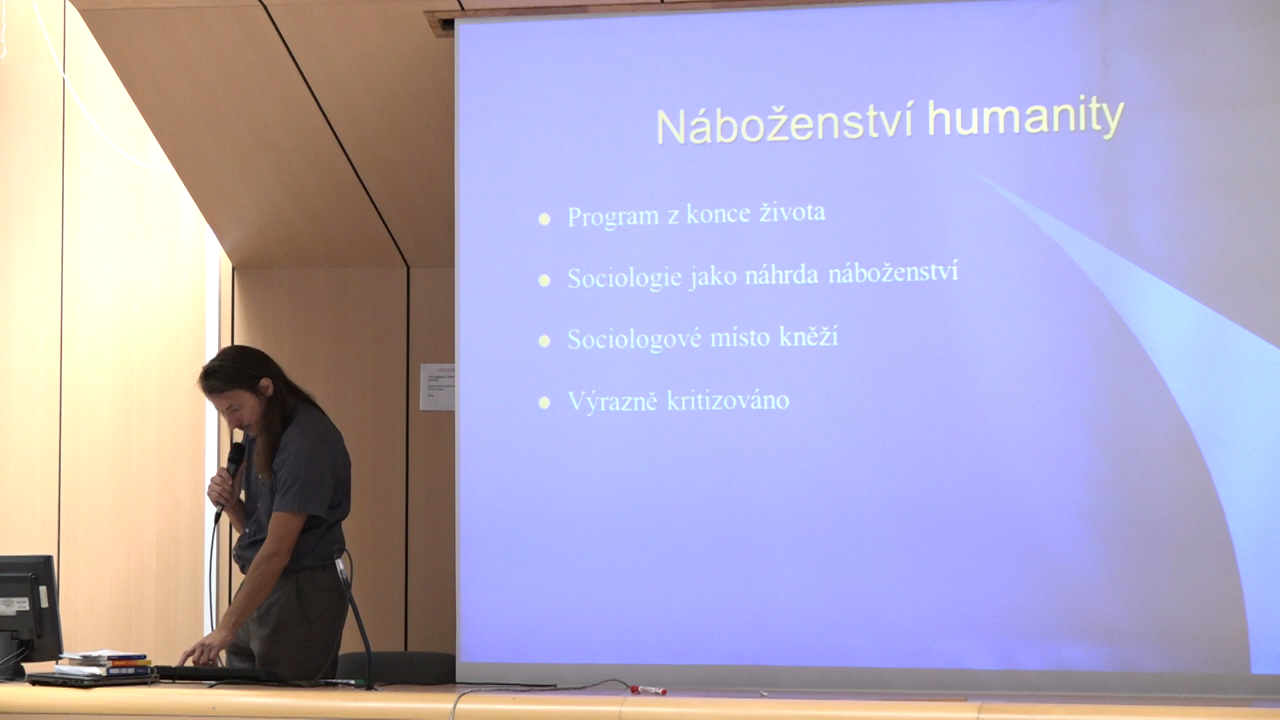 Náboženství humanity
Program z konce života
Sociologie jako náhrda náboženství
Sociologové místo kněží
Výrazně kritizováno